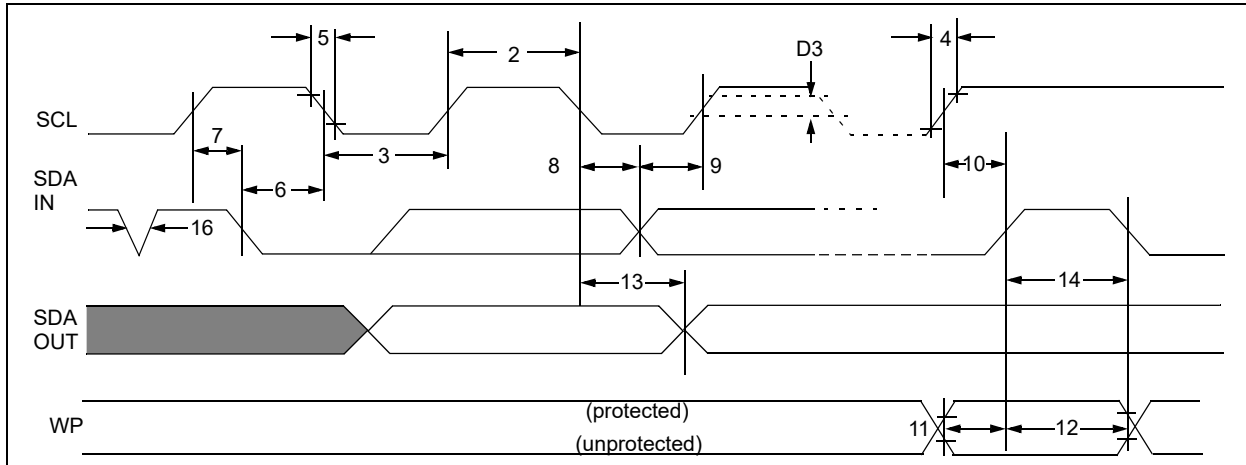 5
2
D3
4
SCL
7
3
8
9
10
SDA
IN
6
16
13
14
SDA
OUT
WP
(protected)
(unprotected)
11
12